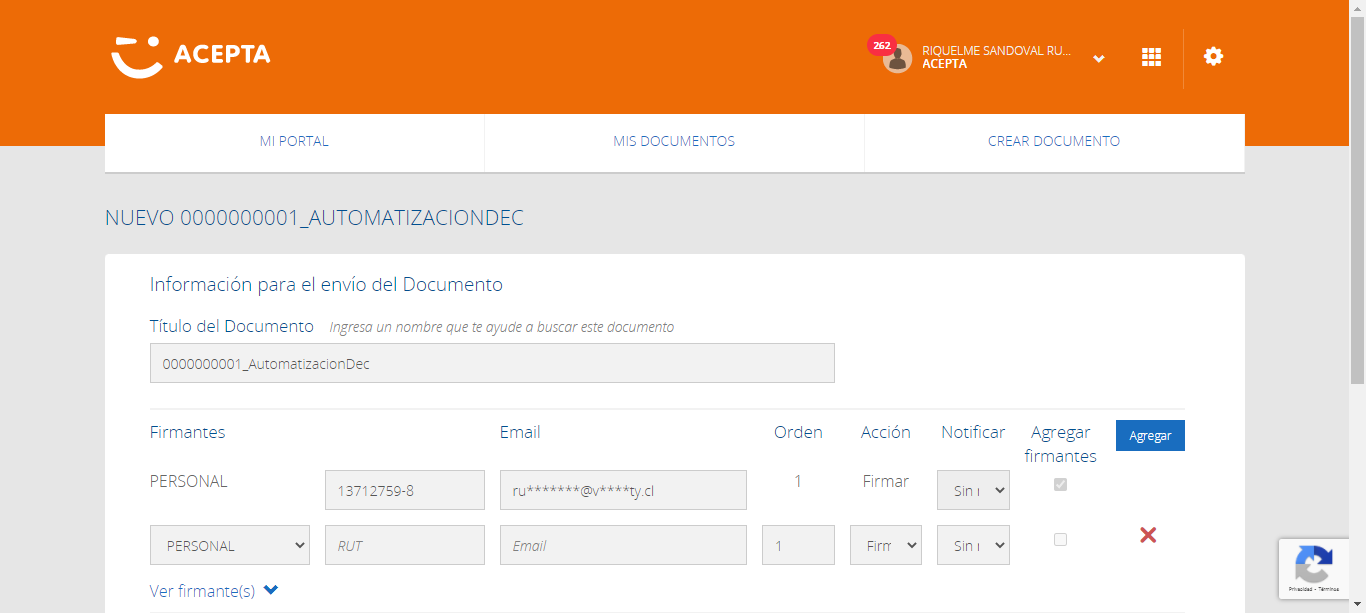 ACEPTA
262
RIQUELME SANDOVAL RU...
ACEPTA
MI PORTAL
MIS DOCUMENTOS
CREAR DOCUMENTO
NUEVO 0000000001_AUTOMATIZACIONDEC
Información para el envío del Documento
Título del Documento Ingresa un nombre que te ayude a buscar este documento
0000000001_AutomatizacionDec
Firmantes Email Orden Acción Notificar Agregar firmantes Agregar
PERSONAL 13712759-8 ru*******@v****ty.cl 1 Firmar Sin
PERSONAL RUT Email 1 Firm Sin
Ver firmante(s)
Privacidad - Términos